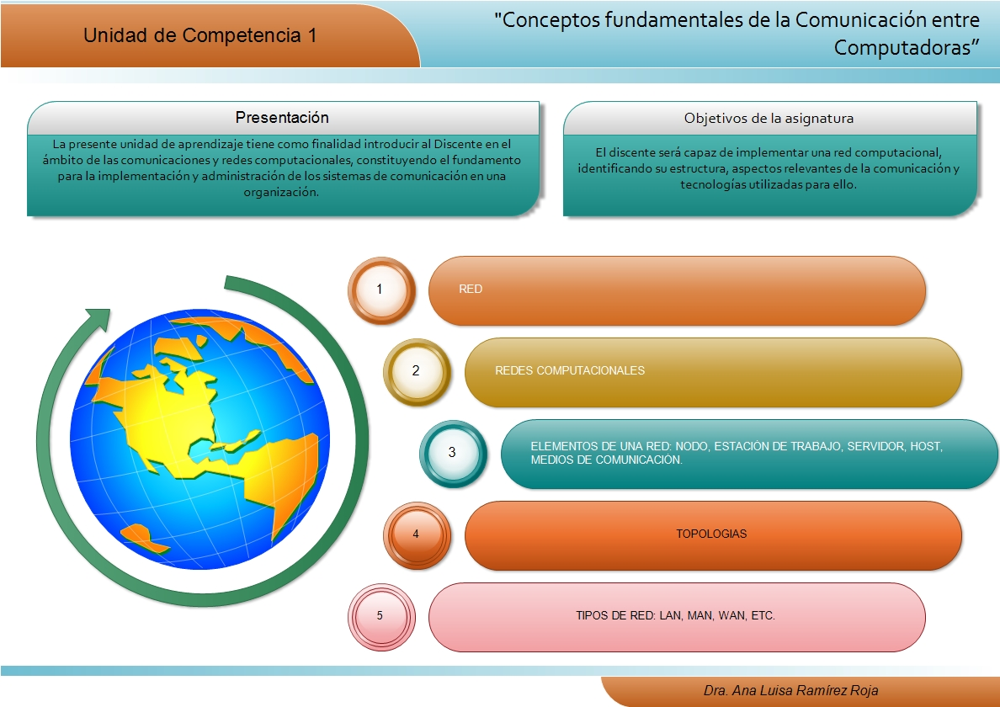 Unidad de Competencia 1
"Conceptos fundamentales de la Comunicación entre
Computadoras”
Presentación
La presente unidad de aprendizaje tiene como finalidad introducir al Discente en el
ámbito de las comunicaciones y redes computacionales, constituyendo el fundamento
para la implementación y administración de los sistemas de comunicación en una
organización.
Objetivos de la asignatura
El discente será capaz de implementar una red computacional,
identificando su estructura, aspectos relevantes de la comunicación y
tecnologías utilizadas para ello.
1
RED
2
REDES COMPUTACIONALES
3
ELEMENTOS DE UNA RED: NODO, ESTACIÓN DE TRABAJO, SERVIDOR, HOST,
MEDIOS DE COMUNICACIÓN.
4
TOPOLOGIAS
5
TIPOS DE RED: LAN, MAN, WAN, ETC.
Dra. Ana Luisa Ramírez Roja